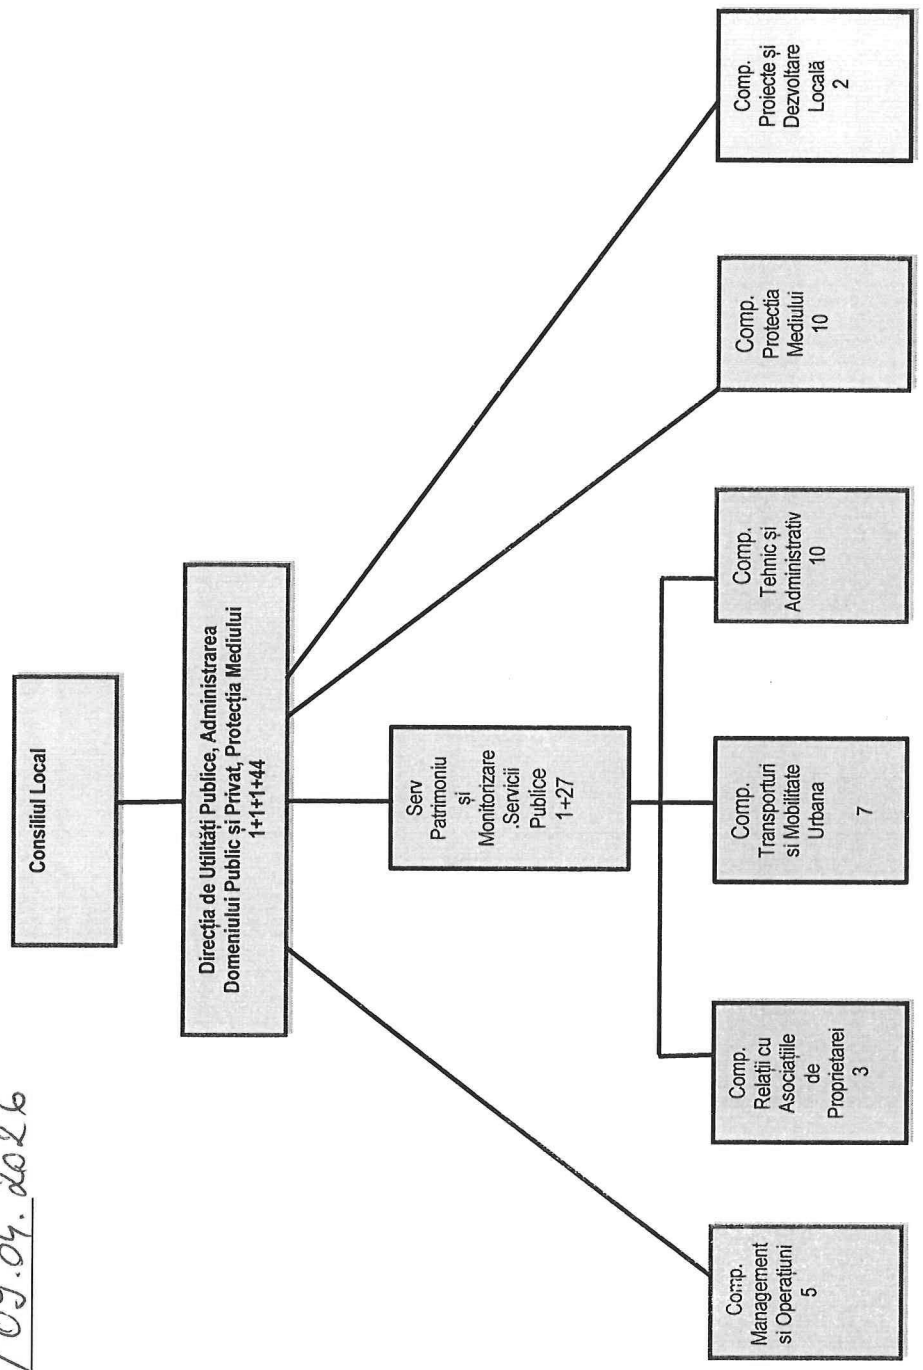 / 09.04.2026
Consiliul Local
Direcția de Utilități Publice, Administrarea
Domeniului Public si Privat, Protecția Mediului
1+1+1+44
Serv
Patrimoniu
și
Monitorizare
.Servicii
Publice
1+27
Comp.
Management
si Operațiuni
5
Comp.
Relații cu
Asociațiile
de
Proprietarei
3
Comp.
Transporturi
si Mobilitate
Urbana
7
Comp.
Tehnic și
Administrativ
10
Comp.
Protectia
Mediului
10
Comp.
Proiecte și
Dezvoltare
Locală
2